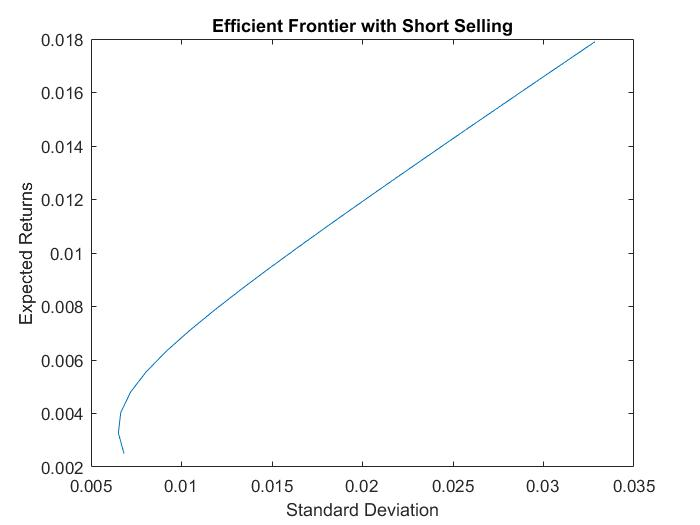 Efficient Frontier with Short Selling
0.018
0.016
0.014
0.012
0.01
0.008
0.006
0.004
0.002
Expected Returns
0.005 0.01 0.015 0.02 0.025 0.03 0.035
Standard Deviation